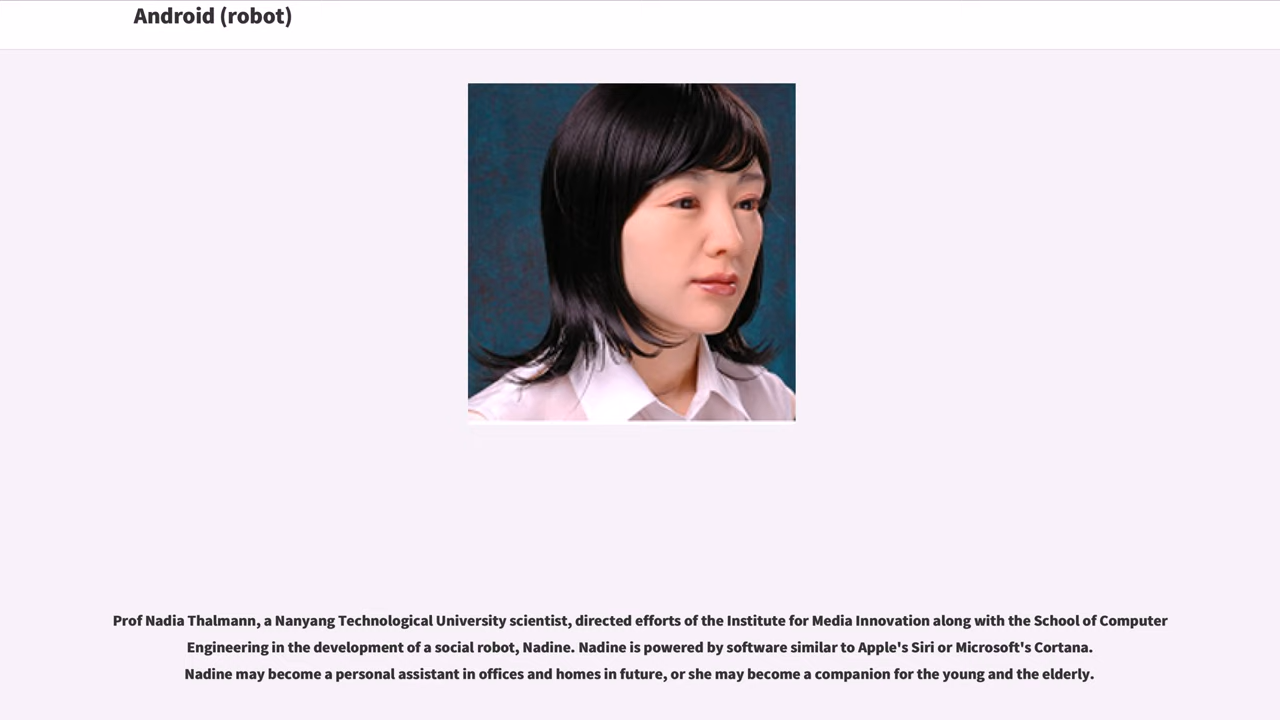 Android (robot)
Prof Nadia Thalmann, a Nanyang Technological University scientist, directed efforts of the Institute for Media Innovation along with the School of Computer
Engineering in the development of a social robot, Nadine. Nadine is powered by software similar to Apple's Siri or Microsoft's Cortana.
Nadine may become a personal assistant in offices and homes in future, or she may become a companion for the young and the elderly.